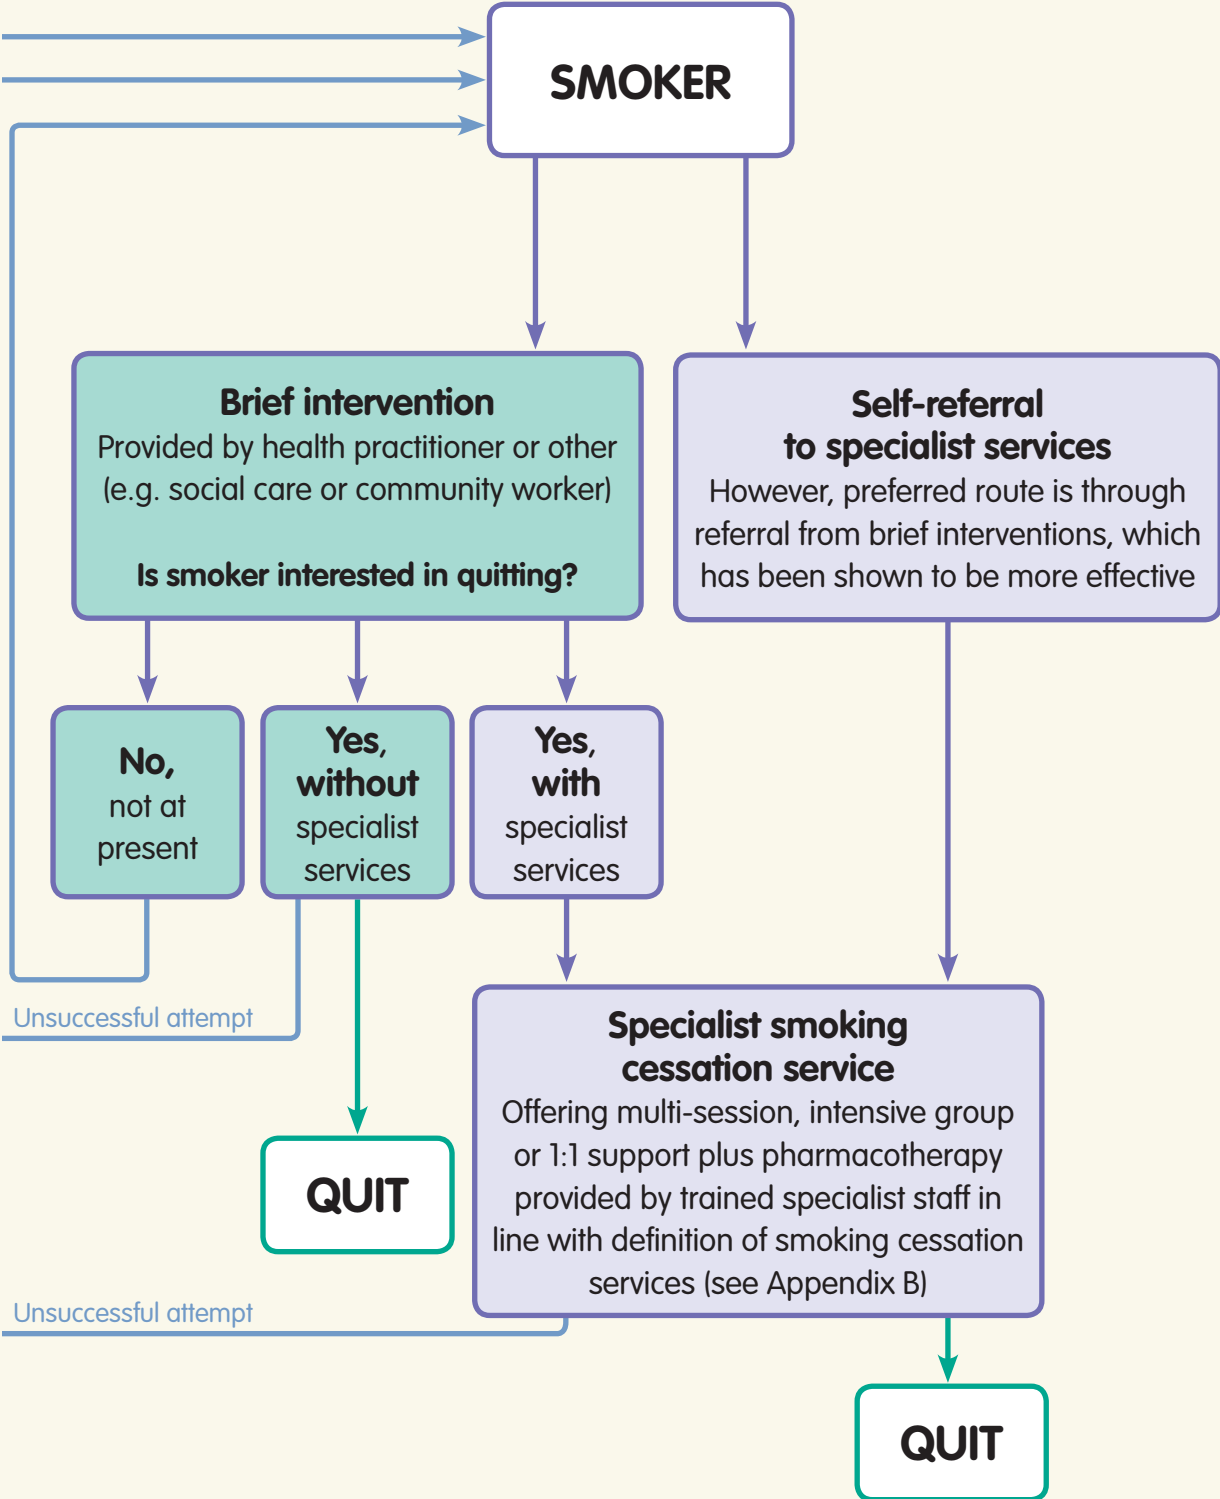 SMOKER
Brief intervention
Provided by health practitioner or other
(e.g. social care or community worker)
Is smoker interested in quitting?
Self-referral
to specialist services
However, preferred route is through
referral from brief interventions, which
has been shown to be more effective
No,
not at
present
Yes,
without
specialist
services
Yes,
with
specialist
services
Unsuccessful attempt
QUIT
Specialist smoking
cessation service
Offering multi-session, intensive group
or 1:1 support plus pharmacotherapy
provided by trained specialist staff in
line with definition of smoking cessation
services (see Appendix B)
Unsuccessful attempt
QUIT